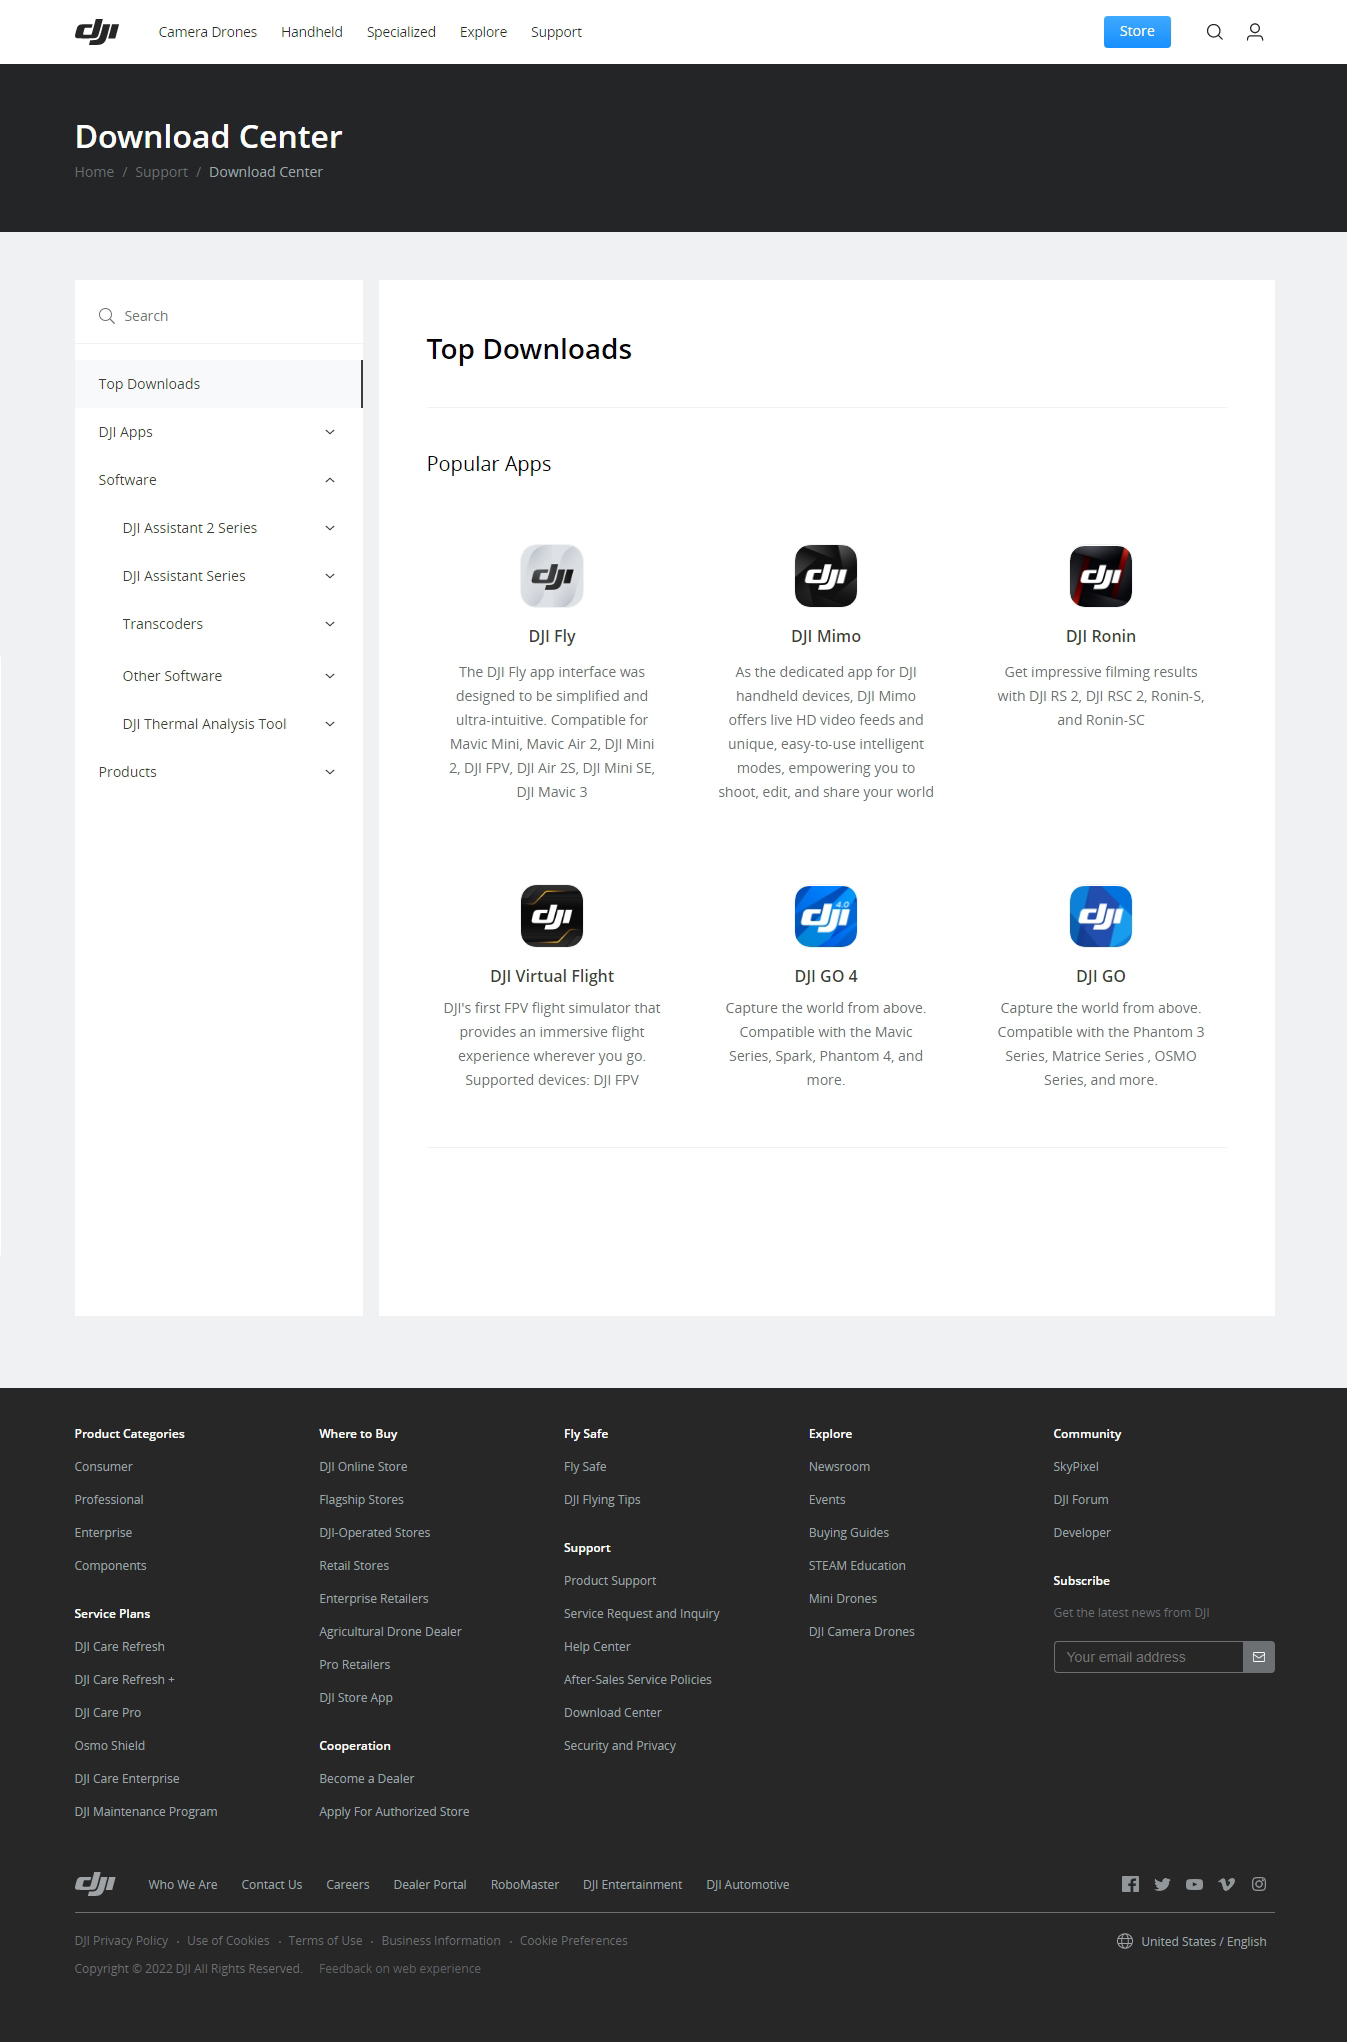 dji Camera Drones Handheld Specialized Explore Support Store
Download Center
Home / Support / Download Center
Search
Top Downloads
DJI Apps
Software
DJI Assistant 2 Series
DJI Assistant Series
Transcoders
Other Software
DJI Thermal Analysis Tool
Products
Top Downloads
Popular Apps
dji
DJI Fly
The DJI Fly app interface was
designed to be simplified and
ultra-intuitive. Compatible for
Mavic Mini, Mavic Air 2, DJI Mini
2, DJI FPV, DJI Air 2S, DJI Mini SE,
DJI Mavic 3
dji
DJI Mimo
As the dedicated app for DJI
handheld devices, DJI Mimo
offers live HD video feeds and
unique, easy-to-use intelligent
modes, empowering you to
shoot, edit, and share your world
dji
DJI Ronin
Get impressive filming results
with DJI RS 2, DJI RSC 2, Ronin-S,
and Ronin-SC
dji
DJI Virtual Flight
DJI's first FPV flight simulator that
provides an immersive flight
experience wherever you go.
Supported devices: DJI FPV
dji 4.0
DJI GO 4
Capture the world from above.
Compatible with the Mavic
Series, Spark, Phantom 4, and
more.
dji
DJI GO
Capture the world from above.
Compatible with the Phantom 3
Series, Matrice Series , OSMO
Series, and more.
Product Categories
Consumer
Professional
Enterprise
Components
Service Plans
DJI Care Refresh
DJI Care Refresh +
DJI Care Pro
Osmo Shield
DJI Care Enterprise
DJI Maintenance Program
Where to Buy
DJI Online Store
Flagship Stores
DJI-Operated Stores
Retail Stores
Enterprise Retailers
Agricultural Drone Dealer
Pro Retailers
DJI Store App
Cooperation
Become a Dealer
Apply For Authorized Store
Fly Safe
Fly Safe
DJI Flying Tips
Support
Product Support
Service Request and Inquiry
Help Center
After-Sales Service Policies
Download Center
Security and Privacy
Explore
Newsroom
Events
Buying Guides
STEAM Education
Mini Drones
DJI Camera Drones
Community
SkyPixel
DJI Forum
Developer
Subscribe
Get the latest news from DJI
Your email address
dji Who We Are Contact Us Careers Dealer Portal RoboMaster DJI Entertainment DJI Automotive
DJI Privacy Policy · Use of Cookies · Terms of Use · Business Information · Cookie Preferences
United States / English
Copyright © 2022 DJI All Rights Reserved. Feedback on web experience